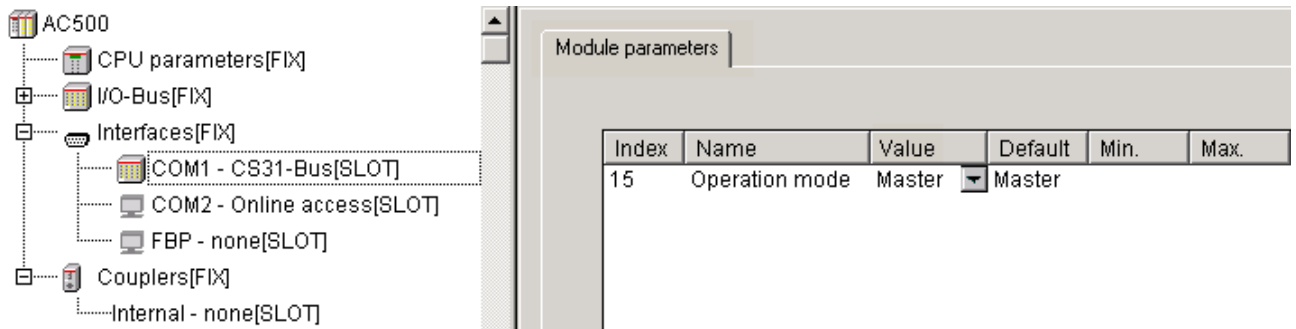 AC500
CPU parameters[FIX]
I/O-Bus[FIX]
Interfaces[FIX]
COM1 - CS31-Bus[SLOT]
COM2 - Online access[SLOT]
FBP - none[SLOT]
Couplers[FIX]
Internal - none[SLOT]
Module parameters
Index Name Value Default Min. Max.
15 Operation mode Master Master